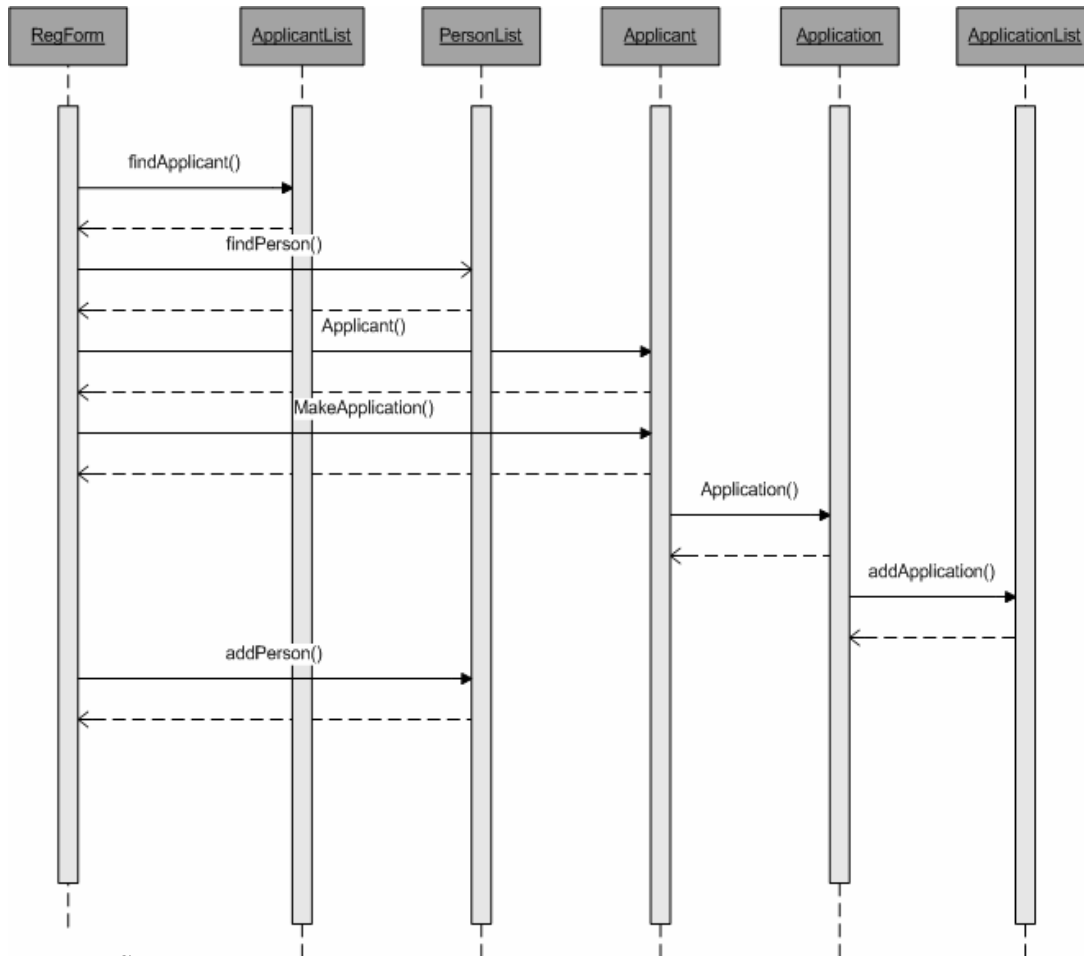 RegForm
ApplicantList
PersonList
Applicant
Application
ApplicationList
findApplicant()
findPerson()
Applicant()
MakeApplication()
Application()
addApplication()
addPerson()